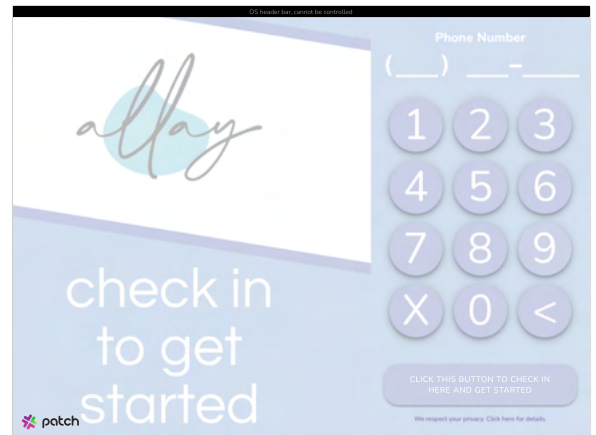 OS header bar, cannot be controlled
allay
check in
to get
started
patch
Phone Number
(___) ___-____
1 2 3
4 5 6
7 8 9
X 0 <
CLICK THIS BUTTON TO CHECK IN
HERE AND GET STARTED
We respect your privacy. Click here for details.